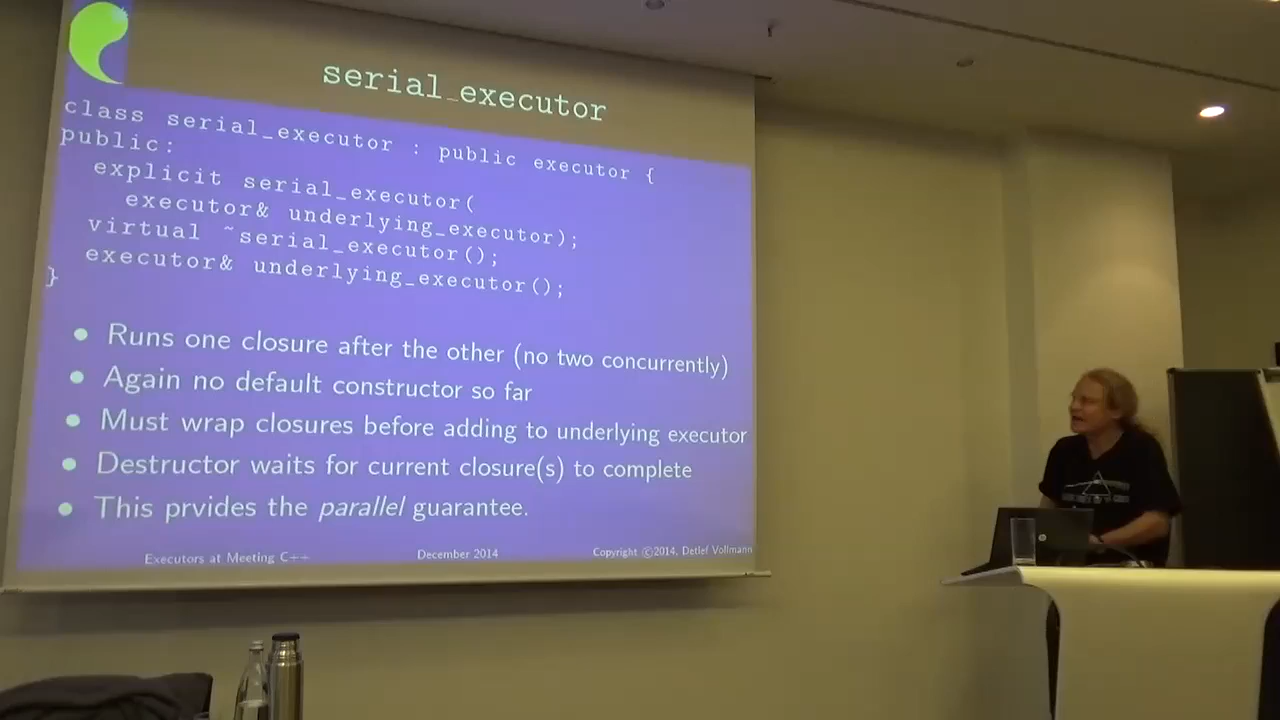 serial_executor
class serial_executor : public executor {
public:
explicit serial_executor(
executor& underlying_executor);
virtual ~serial_executor();
executor& underlying_executor();
}
• Runs one closure after the other (no two concurrently)
• Again no default constructor so far
• Must wrap closures before adding to underlying executor
• Destructor waits for current closure(s) to complete
• This prvides the parallel guarantee.
Executors at Meeting C++ December 2014 Copyright ©2014, Detlef Vollmann